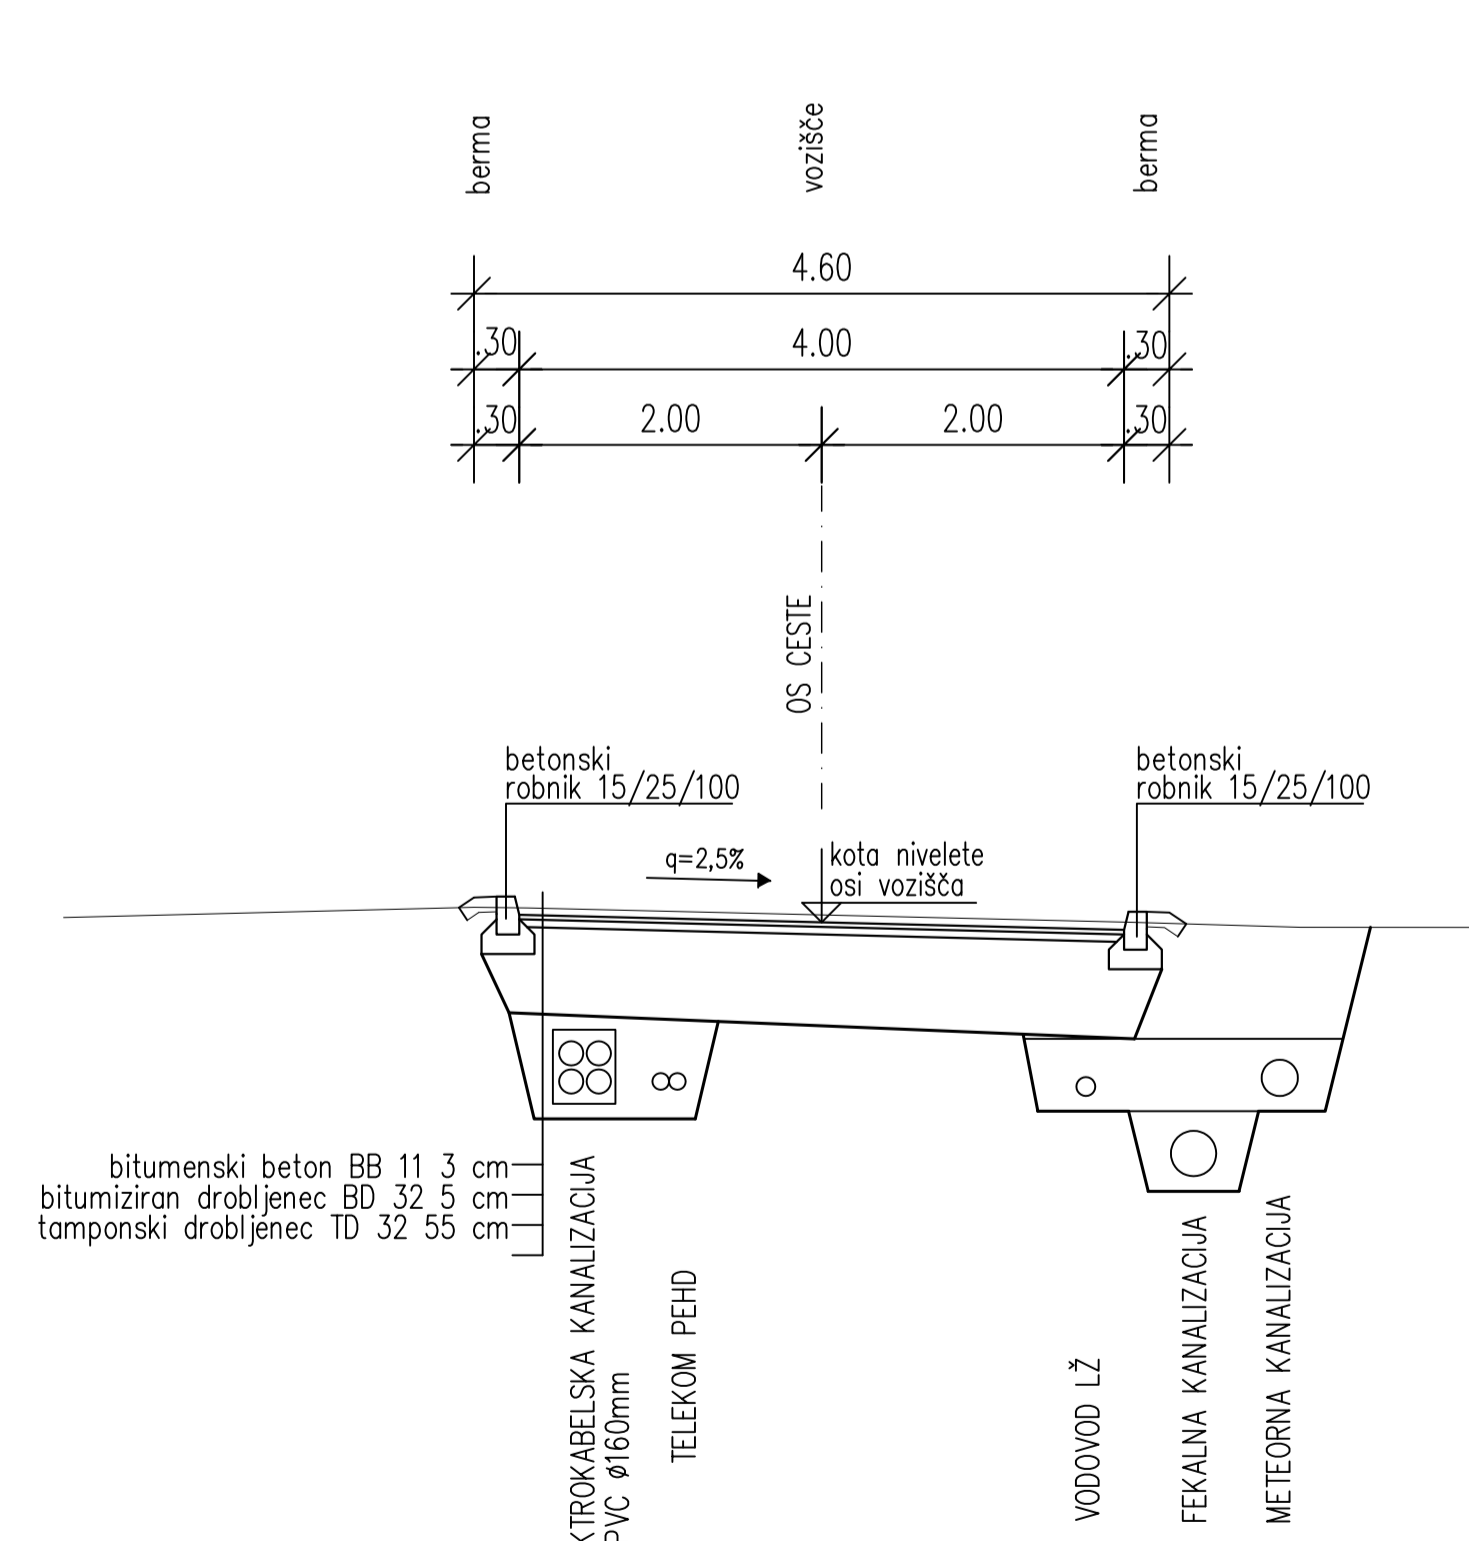 berma
vozišče
berma
4.60
.30
4.00
.30
.30
2.00
2.00
.30
OS CESTE
betonski
robnik 15/25/100
betonski
robnik 15/25/100
q=2,5%
kota nivelete
osi vozišča
bitumenski beton BB 11 3 cm
bitumiziran drobljenec BD 32 5 cm
tamponski drobljenec TD 32 55 cm
KTROKABELSKA KANALIZACIJA
PVC ø160mm
TELEKOM PEHD
VODOVOD LŽ
FEKALNA KANALIZACIJA
METEORNA KANALIZACIJA